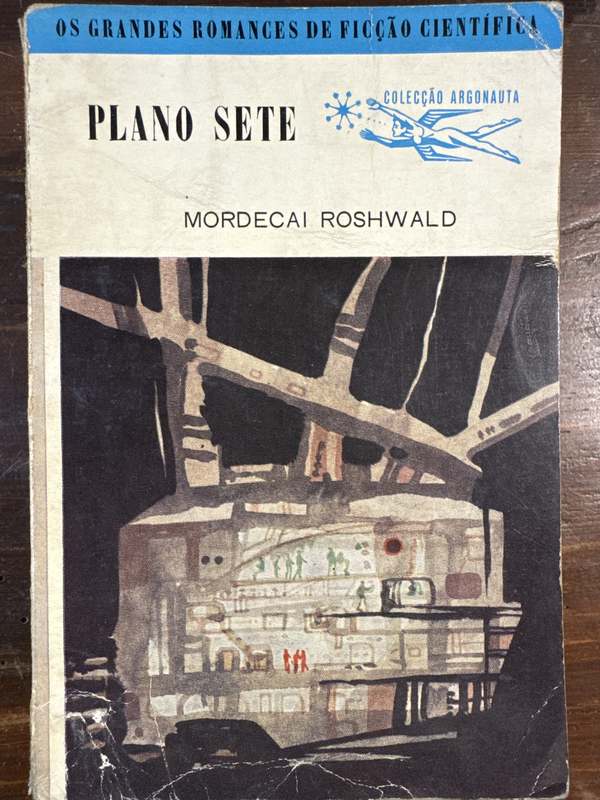 OS GRANDES ROMANCES DE FICÇÃO CIENTÍFICA
PLANO SETE
COLECÇÃO ARGONAUTA
MORDECAI ROSHWALD